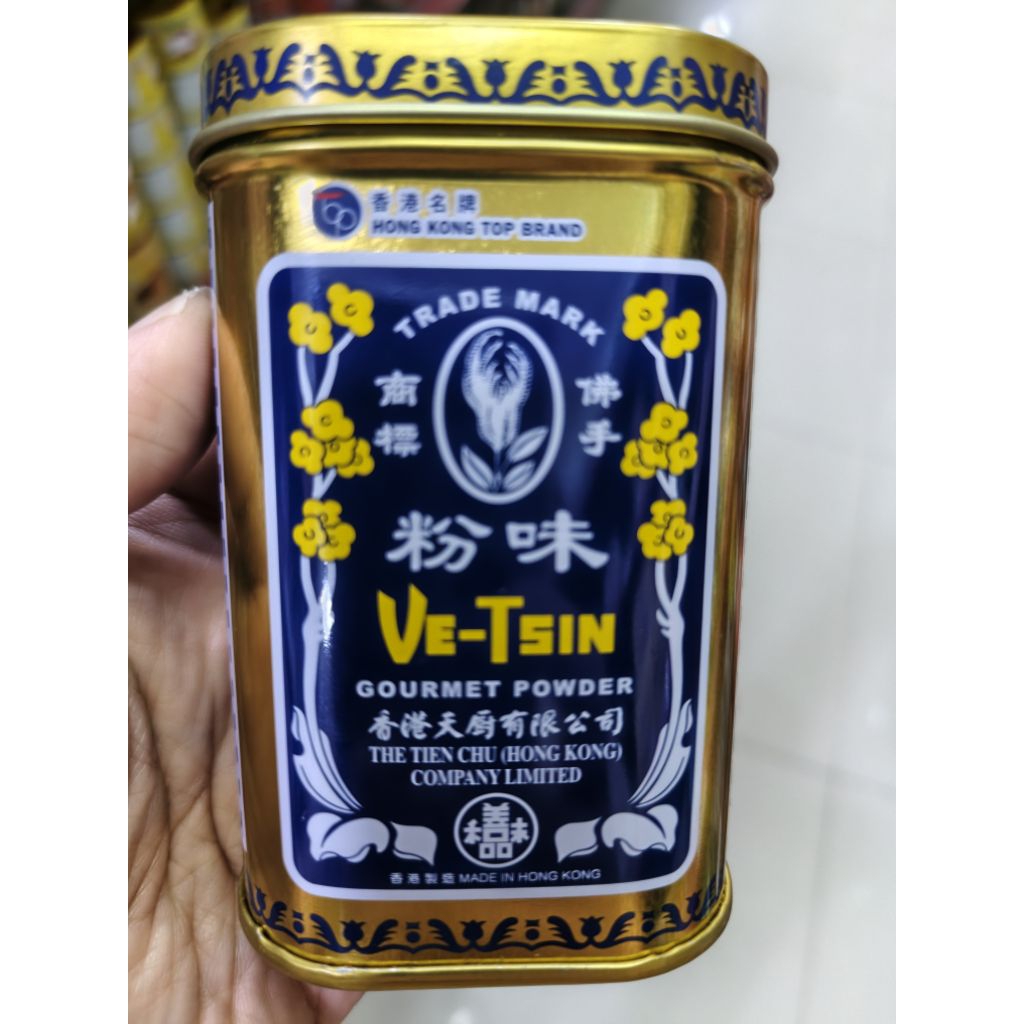 香港名牌
HONG KONG TOP BRAND
TRADE MARK
商標
佛手
粉味
VE-TSIN
GOURMET POWDER
香港天厨有限公司
THE TIEN CHU (HONG KONG)
COMPANY LIMITED
香港製造 MADE IN HONG KONG